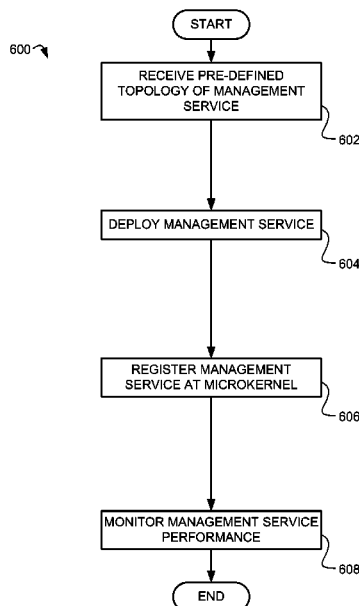 START
600
RECEIVE PRE-DEFINED
TOPOLOGY OF MANAGEMENT
SERVICE
602
DEPLOY MANAGEMENT SERVICE
604
REGISTER MANAGEMENT
SERVICE AT MICROKERNEL
606
MONITOR MANAGEMENT SERVICE
PERFORMANCE
608
END